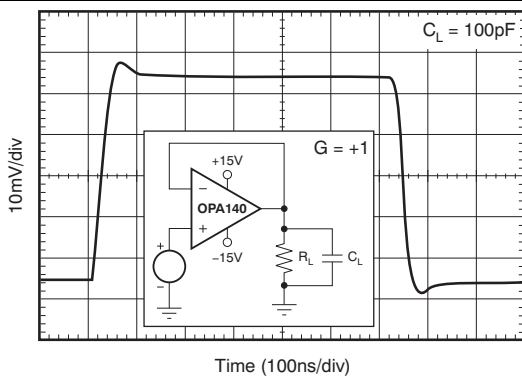 C_L = 100pF
10mV/div
G = +1
+15V
−
OPA140
+
−15V
+
−
R_L
C_L
Time (100ns/div)